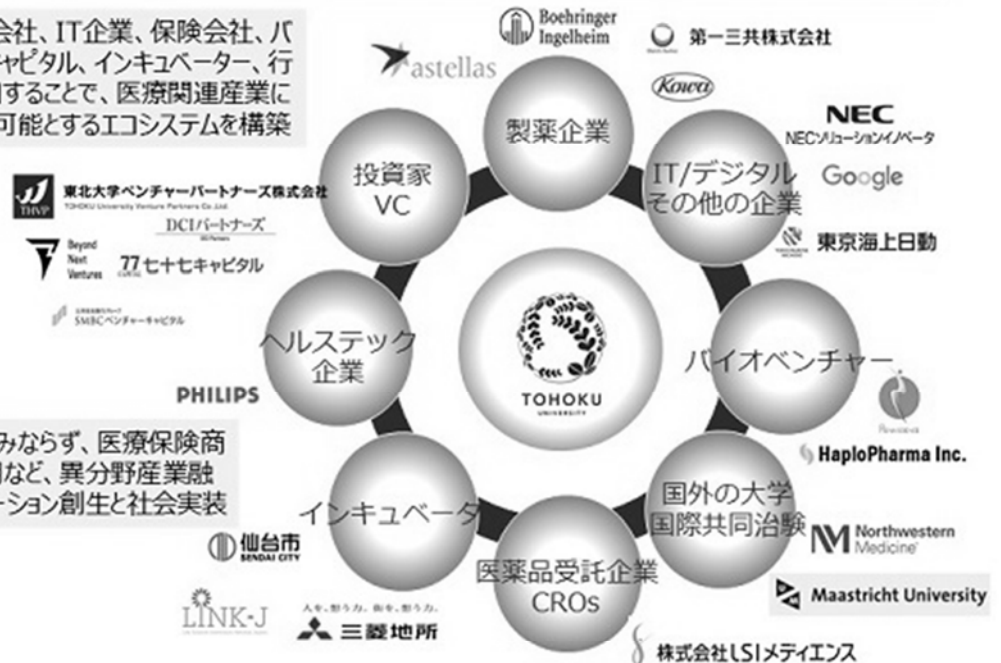 会社、IT企業、保険会社、バ
ャピタル、インキュベーター、行
することで、医療関連産業に
可能とするエコシステムを構築
Boehringer
Ingelheim
astellas
第一三共株式会社
Kowa
製薬企業
投資家
VC
IT/デジタル
その他の企業
NEC
NECソリューションイノベータ
Google
東京海上日動
THVP
東北大学ベンチャーパートナーズ株式会社
TOHOKU University Venture Partners Co.,Ltd.
DCIパートナーズ
Beyond
Next
Ventures
77 七十七キャピタル
SMBCベンチャーキャピタル
ヘルステック
企業
PHILIPS
TOHOKU
UNIVERSITY
バイオベンチャー
HaploPharma Inc.
みならず、医療保険商
など、異分野産業融
ーション創生と社会実装
インキュベータ
仙台市
SENDAI CITY
LINK-J
人を、想う力。街を、想う力。
三菱地所
医薬品受託企業
CROs
株式会社LSIメディエンス
国外の大学
国際共同治験
Northwestern
Medicine
Maastricht University